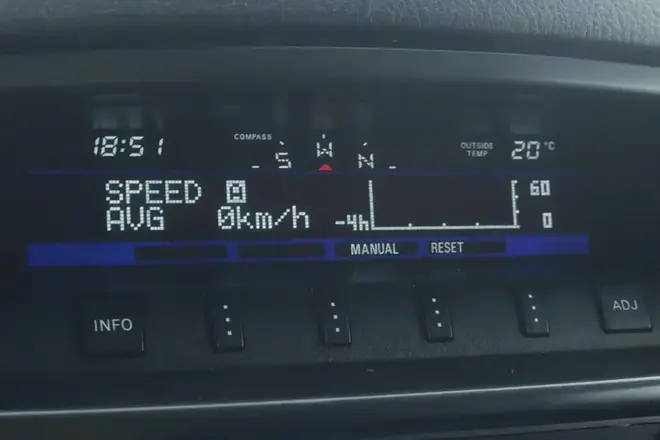 COMPASS
18:51 S W N OUTSIDE TEMP 20°C
SPEED
AVG 0km/h -4h 60
0
MANUAL RESET
INFO ADJ